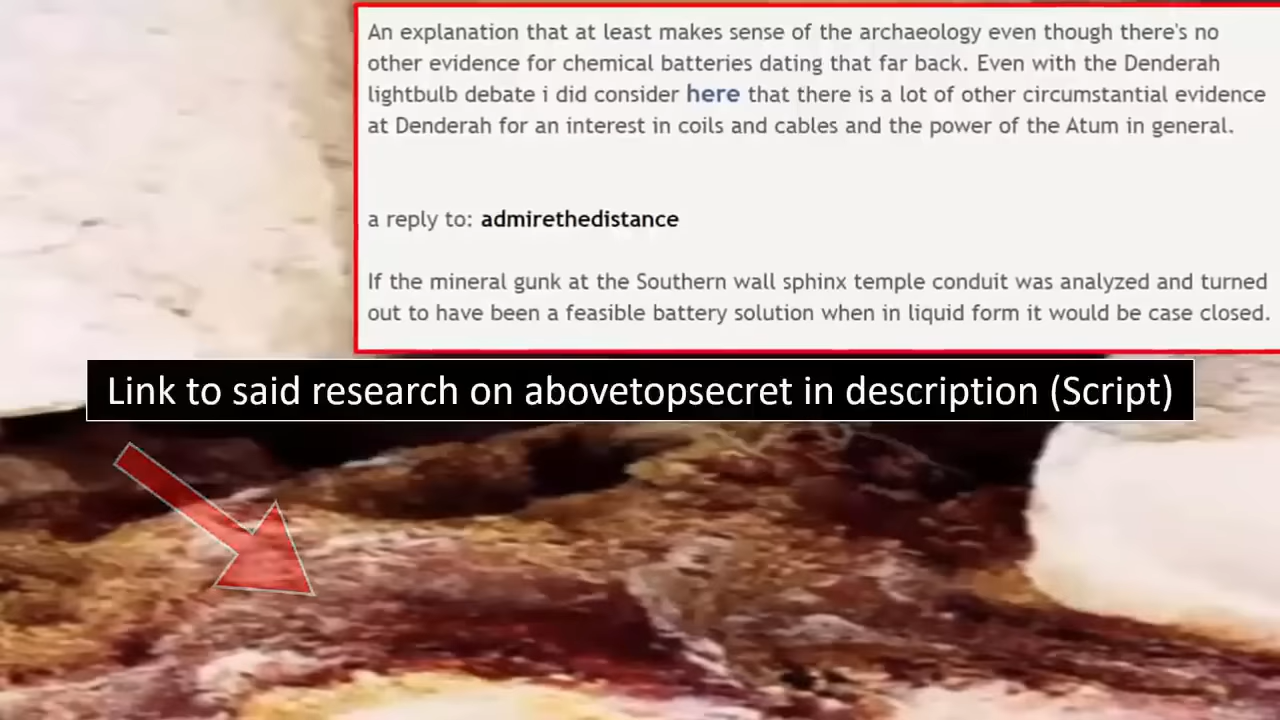 An explanation that at least makes sense of the archaeology even though there's no
other evidence for chemical batteries dating that far back. Even with the Denderah
lightbulb debate i did consider here that there is a lot of other circumstantial evidence
at Denderah for an interest in coils and cables and the power of the Atum in general.
a reply to: admirethedistance
If the mineral gunk at the Southern wall sphinx temple conduit was analyzed and turned
out to have been a feasible battery solution when in liquid form it would be case closed.
Link to said research on abovetopsecret in description (Script)